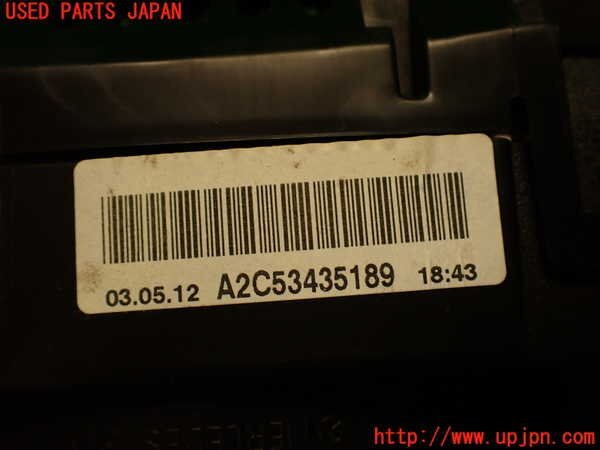 USED PARTS JAPAN
03.05.12 A2C53435189 18:43
http://www.upjpn.com/